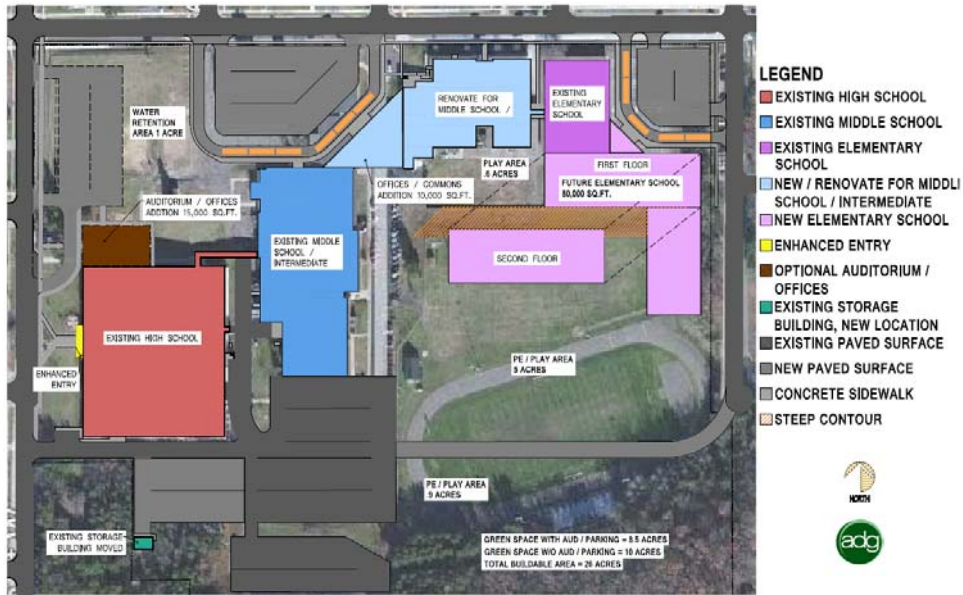 WATER
RETENTION
AREA 1 ACRE
RENOVATE FOR
MIDDLE SCHOOL /
EXISTING
ELEMENTARY
SCHOOL
PLAY AREA
.6 ACRES
FIRST FLOOR
FUTURE ELEMENTARY SCHOOL
80,000 SQ.FT.
OFFICES / COMMONS
ADDITION 10,000 SQ.FT.
AUDITORIUM / OFFICES
ADDTION 15,000 SQ.FT.
EXISTING MIDDLE
SCHOOL /
INTERMEDIATE
SECOND FLOOR
EXISTING HIGH SCHOOL
ENHANCED
ENTRY
PE / PLAY AREA
5 ACRES
PE / PLAY AREA
.9 ACRES
EXISTING STORAGE
BUILDING MOVED
GREEN SPACE WITH AUD / PARKING = 8.5 ACRES
GREEN SPACE W/O AUD / PARKING = 10 ACRES
TOTAL BUILDABLE AREA = 26 ACRES
LEGEND
EXISTING HIGH SCHOOL
EXISTING MIDDLE SCHOOL
EXISTING ELEMENTARY
SCHOOL
NEW / RENOVATE FOR MIDDL
SCHOOL / INTERMEDIATE
NEW ELEMENTARY SCHOOL
ENHANCED ENTRY
OPTIONAL AUDITORIUM /
OFFICES
EXISTING STORAGE
BUILDING, NEW LOCATION
EXISTING PAVED SURFACE
NEW PAVED SURFACE
CONCRETE SIDEWALK
STEEP CONTOUR
NORTH
adg